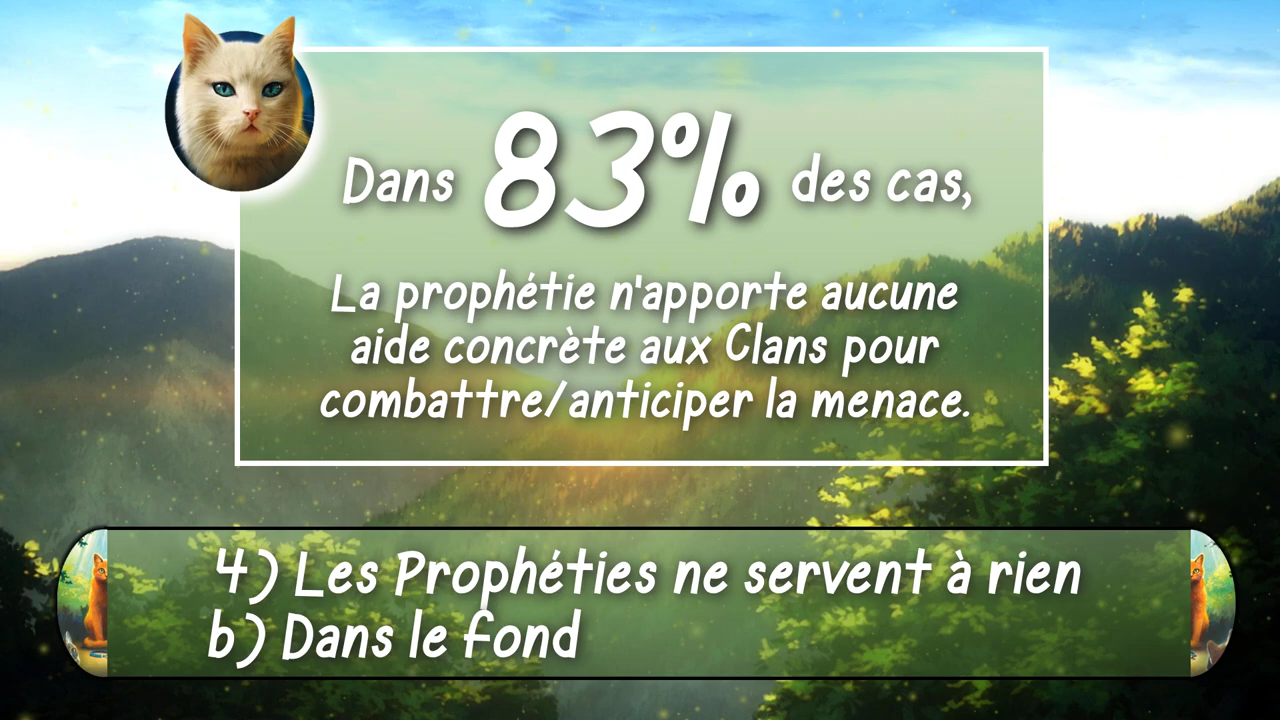 Dans 83% des cas,
La prophétie n'apporte aucune
aide concrète aux Clans pour
combattre/anticiper la menace.
4) Les Prophéties ne servent à rien
b) Dans le fond